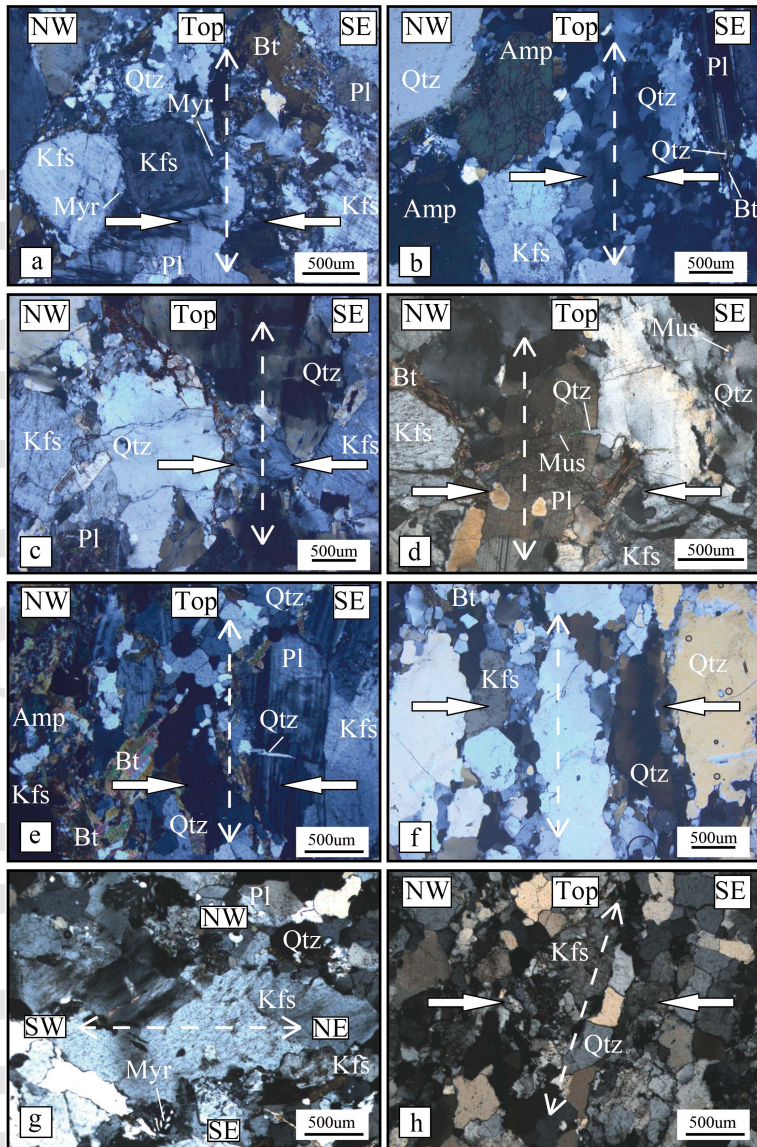 NW Top Bt SE
Qtz
Myr
Pl
Kfs
Kfs
Kfs
Myr
Pl
a
500um
NW Top SE
Amp
Pl
Qtz
Qtz
Qtz
Amp
Bt
Kfs
b
500um
NW Top SE
Qtz
Kfs
Qtz
Kfs
Pl
c
500um
NW Top SE
Mus
Bt
Qtz
Qtz
Kfs
Mus
Pl
Kfs
d
500um
NW Top Qtz SE
Pl
Amp
Qtz
Bt
Kfs
Qtz
Bt
e
500um
Bt
Kfs
Qtz
Qtz
f
500um
Pl
NW
Qtz
Kfs
SW NE
Kfs
Myr
SE
g
500um
NW Top SE
Kfs
Qtz
h
500um